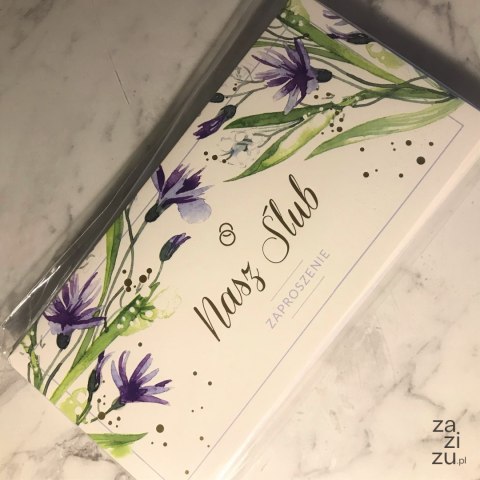 Nasz Ślub
ZAPROSZENIE
za
zi
zu.pl